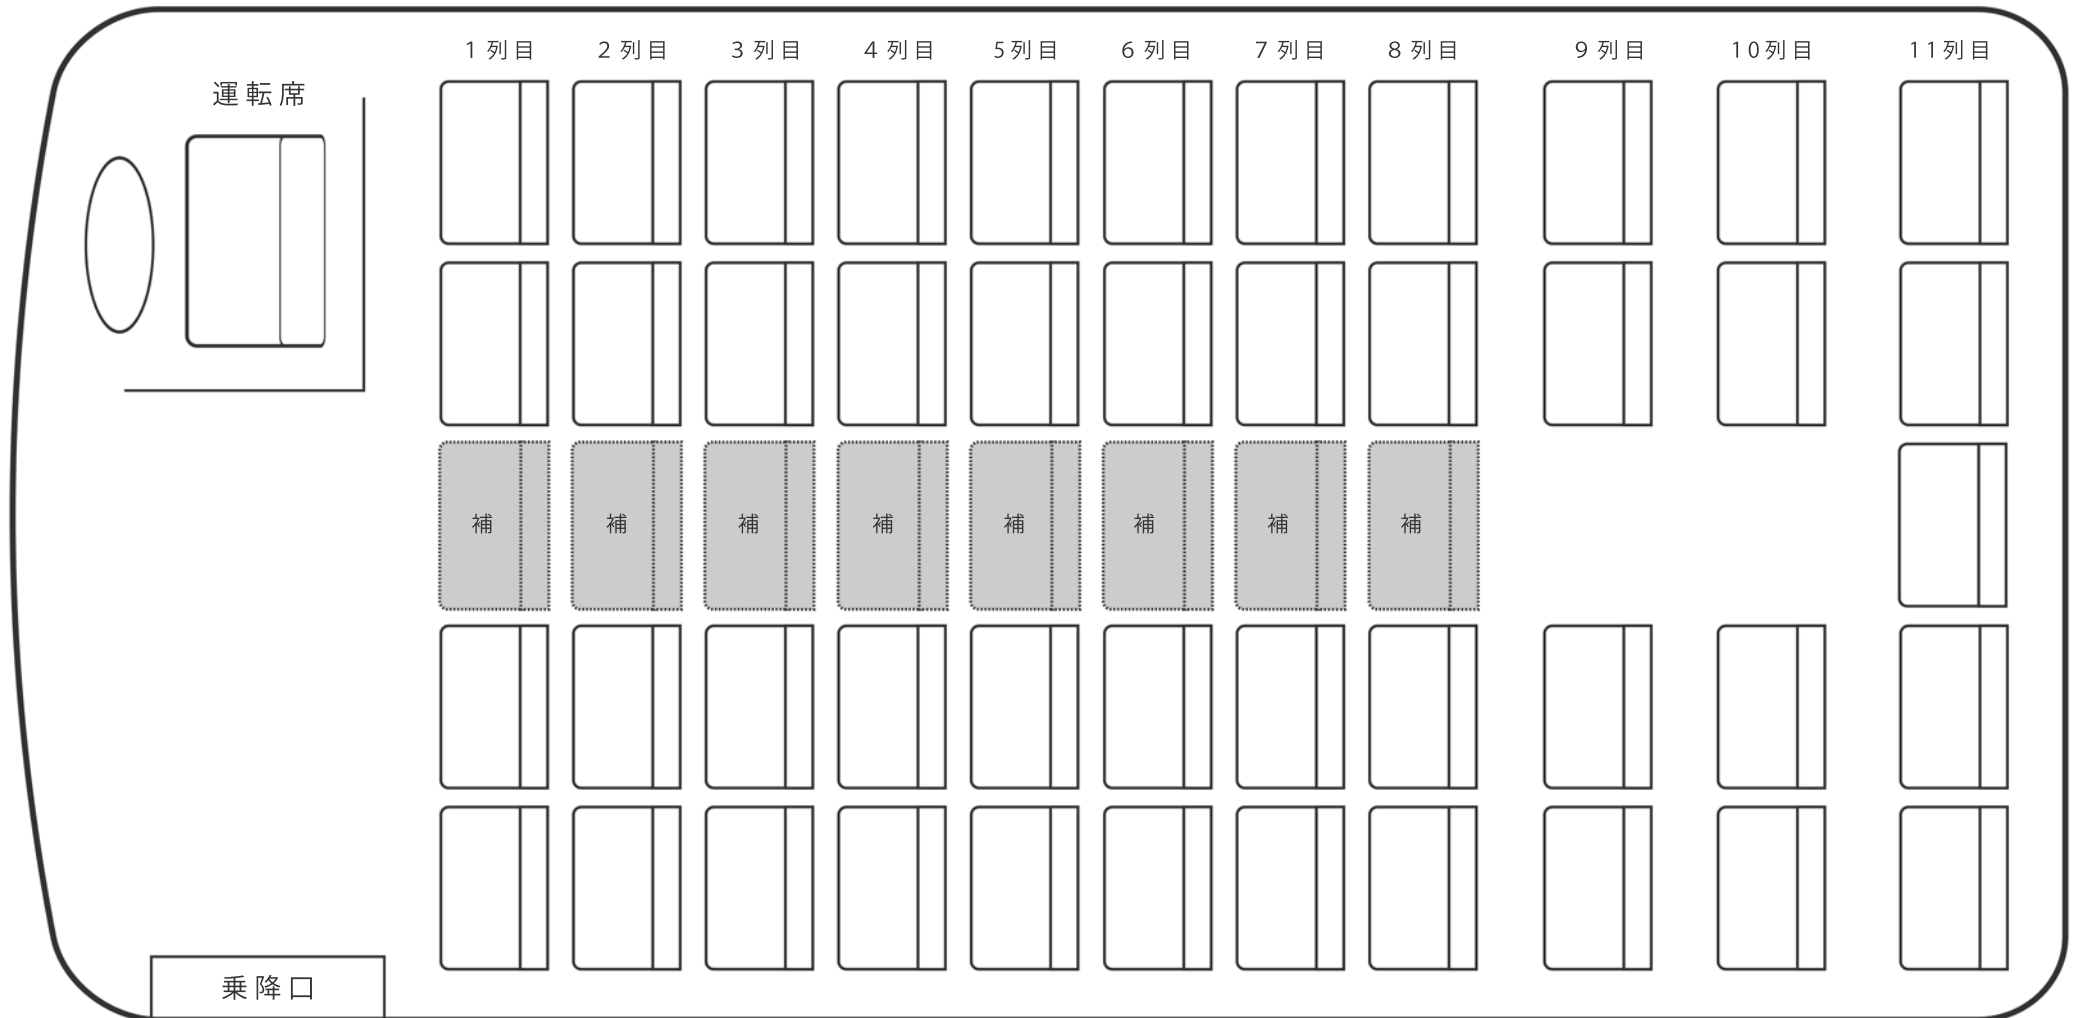 1列目 2列目 3列目 4列目 5列目 6列目 7列目 8列目 9列目 10列目 11列目
運転席
補 補 補 補 補 補 補 補
乗降口